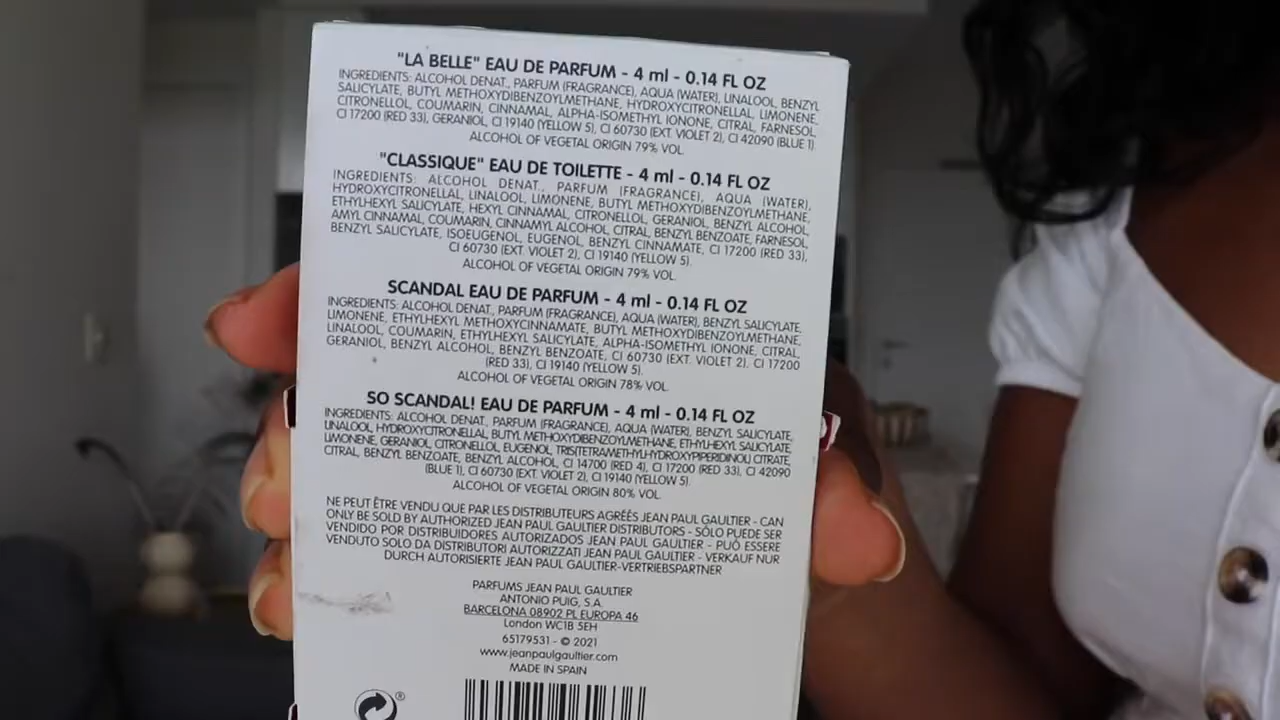 "LA BELLE" EAU DE PARFUM - 4 ml - 0.14 FL OZ
INGREDIENTS: ALCOHOL DENAT., PARFUM (FRAGRANCE), AQUA (WATER), LINALOOL, BENZYL
SALICYLATE, BUTYL METHOXYDIBENZOYLMETHANE, HYDROXYCITRONELLAL, LIMONENE,
CITRONELLOL, COUMARIN, CINNAMAL, ALPHA-ISOMETHYL IONONE, CITRAL, FARNESOL,
CI 17200 (RED 33), GERANIOL, CI 19140 (YELLOW 5), CI 60730 (EXT. VIOLET 2), CI 42090 (BLUE 1).
ALCOHOL OF VEGETAL ORIGIN 79% VOL.
"CLASSIQUE" EAU DE TOILETTE - 4 ml - 0.14 FL OZ
INGREDIENTS: ALCOHOL DENAT., PARFUM (FRAGRANCE), AQUA (WATER),
HYDROXYCITRONELLAL, LINALOOL, LIMONENE, BUTYL METHOXYDIBENZOYLMETHANE,
ETHYLHEXYL SALICYLATE, HEXYL CINNAMAL, CITRONELLOL, GERANIOL, BENZYL ALCOHOL,
AMYL CINNAMAL, COUMARIN, CINNAMYL ALCOHOL, CITRAL, BENZYL BENZOATE, FARNESOL,
BENZYL SALICYLATE, ISOEUGENOL, EUGENOL, BENZYL CINNAMATE, CI 17200 (RED 33),
CI 60730 (EXT. VIOLET 2), CI 19140 (YELLOW 5).
ALCOHOL OF VEGETAL ORIGIN 79% VOL.
SCANDAL EAU DE PARFUM - 4 ml - 0.14 FL OZ
INGREDIENTS: ALCOHOL DENAT., PARFUM (FRAGRANCE), AQUA (WATER), BENZYL SALICYLATE,
LIMONENE, ETHYLHEXYL METHOXYCINNAMATE, BUTYL METHOXYDIBENZOYLMETHANE,
LINALOOL, COUMARIN, ETHYLHEXYL SALICYLATE, ALPHA-ISOMETHYL IONONE, CITRAL,
GERANIOL, BENZYL ALCOHOL, BENZYL BENZOATE, CI 60730 (EXT. VIOLET 2), CI 17200
(RED 33), CI 19140 (YELLOW 5).
ALCOHOL OF VEGETAL ORIGIN 78% VOL.
SO SCANDAL! EAU DE PARFUM - 4 ml - 0.14 FL OZ
INGREDIENTS: ALCOHOL DENAT., PARFUM (FRAGRANCE), AQUA (WATER), BENZYL SALICYLATE,
LINALOOL, HYDROXYCITRONELLAL, BUTYL METHOXYDIBENZOYLMETHANE, ETHYLHEXYL SALICYLATE,
LIMONENE, GERANIOL, CITRONELLOL, EUGENOL, TRIS(TETRAMETHYLHYDROXYPIPERIDINOL) CITRATE,
CITRAL, BENZYL BENZOATE, BENZYL ALCOHOL, CI 14700 (RED 4), CI 17200 (RED 33), CI 42090
(BLUE 1), CI 60730 (EXT. VIOLET 2), CI 19140 (YELLOW 5).
ALCOHOL OF VEGETAL ORIGIN 80% VOL.
NE PEUT ÊTRE VENDU QUE PAR LES DISTRIBUTEURS AGRÉÉS JEAN PAUL GAULTIER - CAN
ONLY BE SOLD BY AUTHORIZED JEAN PAUL GAULTIER DISTRIBUTORS - SÓLO PUEDE SER
VENDIDO POR DISTRIBUIDORES AUTORIZADOS JEAN PAUL GAULTIER - PUÒ ESSERE
VENDUTO SOLO DA DISTRIBUTORI AUTORIZZATI JEAN PAUL GAULTIER - VERKAUF NUR
DURCH AUTORISIERTE JEAN PAUL GAULTIER-VERTRIEBSPARTNER
PARFUMS JEAN PAUL GAULTIER
ANTONIO PUIG, S.A.
BARCELONA 08902 PL EUROPA 46
London WC1B 5EH
65179531 - © 2021
www.jeanpaulgaultier.com
MADE IN SPAIN
®